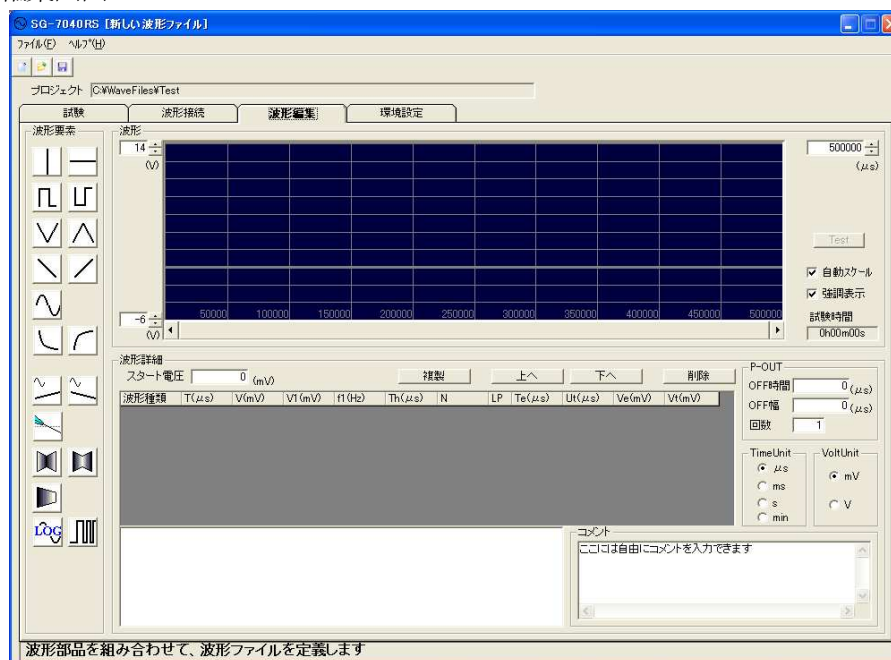 SG-7040RS [新しい波形ファイル]
ファイル(F) ヘルプ(H)
プロジェクト C:¥WaveFiles¥Test
試験 波形接続 波形編集 環境設定
波形要素
波形
14
(V)
500000
(μs)
Test
自動スケール
強調表示
試験時間
0h00m00s
-6
(V)
50000 100000 150000 200000 250000 300000 350000 400000 450000 500000
波形詳細
スタート電圧 0 (mV) 複製 上へ 下へ 削除
波形種類 T(μs) V(mV) V1(mV) f1(Hz) Th(μs) N LP Te(μs) Ut(μs) Ve(mV) Vt(mV)
P-OUT
OFF時間 0 (μs)
OFF幅 0 (μs)
回数 1
TimeUnit
μs
ms
s
min
VoltUnit
mV
V
LOG
コメント
ここには自由にコメントを入力できます
波形部品を組み合わせて、波形ファイルを定義します